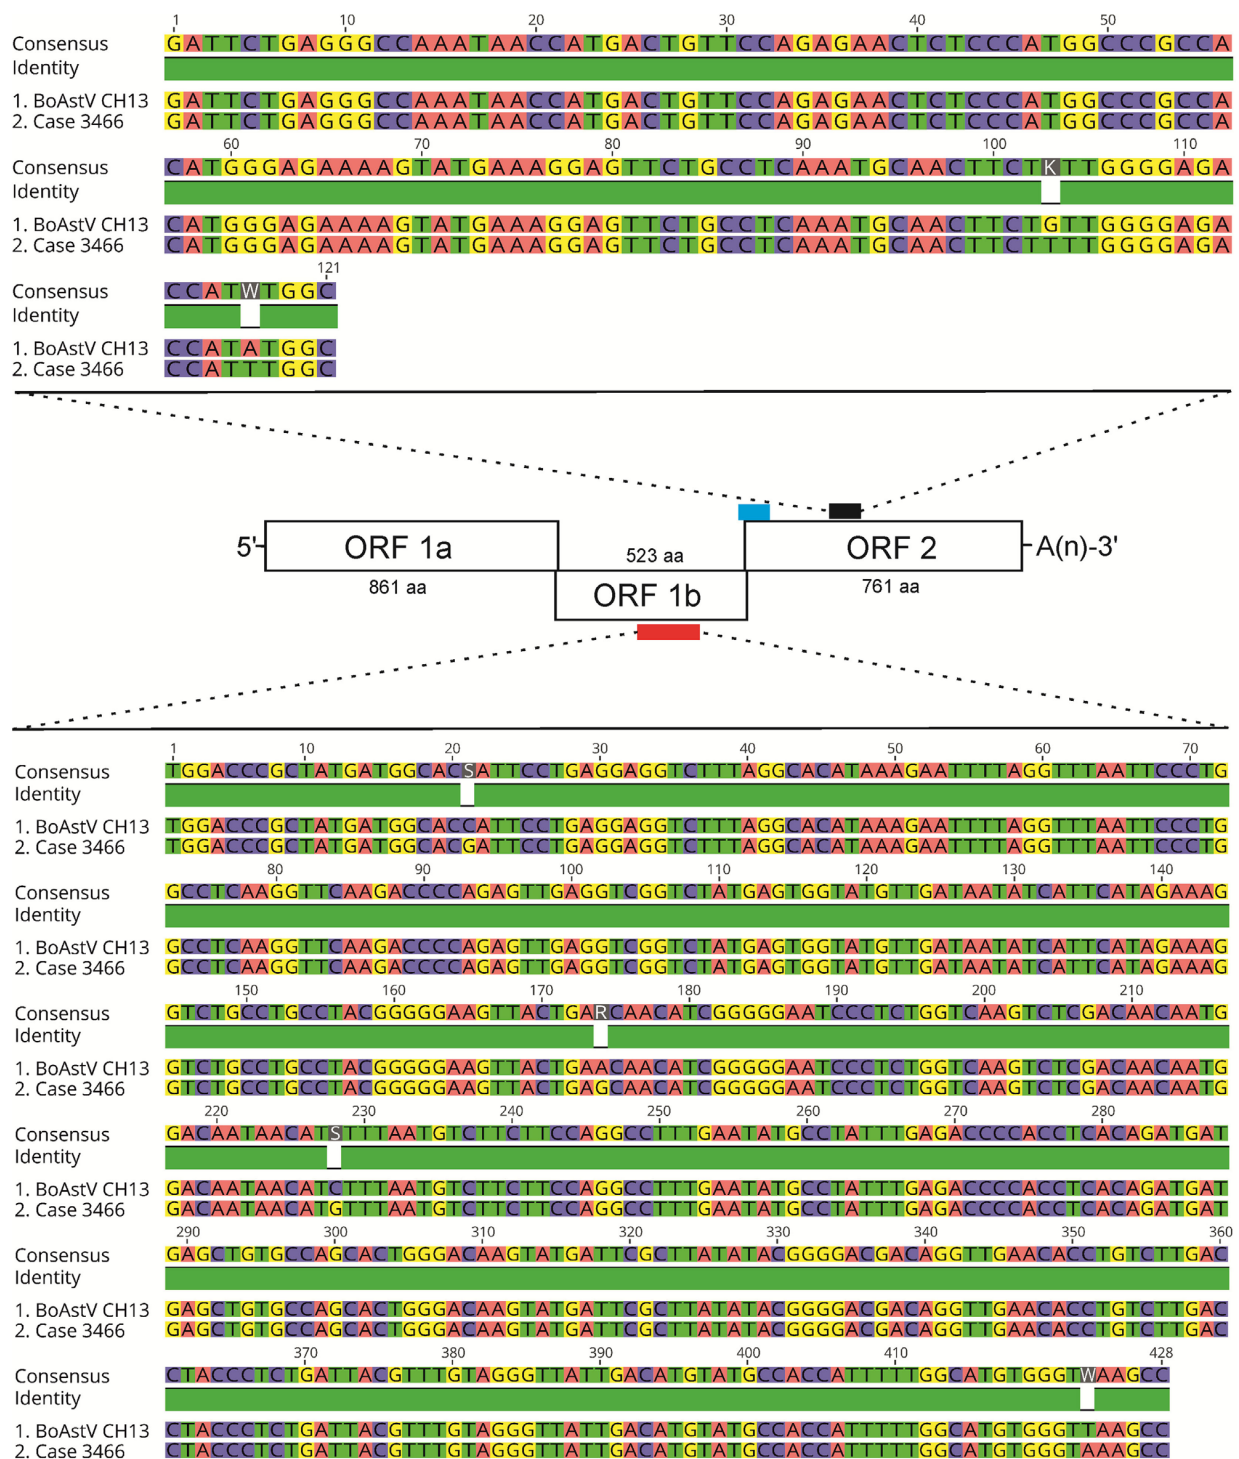 1 10 20 30 40 50
Consensus GATTCTGAGGGCCAAATAACCATGACTGTTCCAGAGAACTCTCCCATGGCCCGCCA
Identity
1. BoAstV CH13 GATTCTGAGGGCCAAATAACCATGACTGTTCCAGAGAACTCTCCCATGGCCCGCCA
2. Case 3466 GATTCTGAGGGCCAAATAACCATGACTGTTCCAGAGAACTCTCCCATGGCCCGCCA
60 70 80 90 100 110
Consensus CATGGGAGAAAAGTATGAAAGGAGTTCTGCCTCAAATGCAACTTCTKTTGGGGAGA
Identity
1. BoAstV CH13 CATGGGAGAAAAGTATGAAAGGAGTTCTGCCTCAAATGCAACTTCTGTTGGGGAGA
2. Case 3466 CATGGGAGAAAAGTATGAAAGGAGTTCTGCCTCAAATGCAACTTCTTTTGGGGAGA
121
Consensus CCATWTGGC
Identity
1. BoAstV CH13 CCATATGGC
2. Case 3466 CCATTTGGC
5' ORF 1a 523 aa ORF 2 A(n)-3'
861 aa ORF 1b 761 aa
1 10 20 30 40 50 60 70
Consensus TGGACCCGCTATGATGGCACSATTCCTGAGGAGGTCTTTAGGCACATAAAGAATTTTAGGTTTAATTCCCTG
Identity
1. BoAstV CH13 TGGACCCGCTATGATGGCACCATTCCTGAGGAGGTCTTTAGGCACATAAAGAATTTTAGGTTTAATTCCCTG
2. Case 3466 TGGACCCGCTATGATGGCACGATTCCTGAGGAGGTCTTTAGGCACATAAAGAATTTTAGGTTTAATTCCCTG
80 90 100 110 120 130 140
Consensus GCCTCAAGGTTCAAGACCCCAGAGTTGAGGTCGGTCTATGAGTGGTATGTTGATAATATCATTCATAGAAAG
Identity
1. BoAstV CH13 GCCTCAAGGTTCAAGACCCCAGAGTTGAGGTCGGTCTATGAGTGGTATGTTGATAATATCATTCATAGAAAG
2. Case 3466 GCCTCAAGGTTCAAGACCCCAGAGTTGAGGTCGGTCTATGAGTGGTATGTTGATAATATCATTCATAGAAAG
150 160 170 180 190 200 210
Consensus GTCTGCCTGCCTACGGGGGAAGTTACTGARCAACATCGGGGGAATCCCTCTGGTCAAGTCTCGACAACAATG
Identity
1. BoAstV CH13 GTCTGCCTGCCTACGGGGGAAGTTACTGAACAACATCGGGGGAATCCCTCTGGTCAAGTCTCGACAACAATG
2. Case 3466 GTCTGCCTGCCTACGGGGGAAGTTACTGAGCAACATCGGGGGAATCCCTCTGGTCAAGTCTCGACAACAATG
220 230 240 250 260 270 280
Consensus GACAATAACATSTTTAATGTCTTCTTCCAGGCCTTTGAATATGCCTATTTGAGACCCCACCTCACAGATGAT
Identity
1. BoAstV CH13 GACAATAACATCTTTAATGTCTTCTTCCAGGCCTTTGAATATGCCTATTTGAGACCCCACCTCACAGATGAT
2. Case 3466 GACAATAACATGTTTAATGTCTTCTTCCAGGCCTTTGAATATGCCTATTTGAGACCCCACCTCACAGATGAT
290 300 310 320 330 340 350 360
Consensus GAGCTGTGCCAGCACTGGGACAAGTATGATTCGCTTATATACGGGGACGACAGGTTGAACACCTGTCTTGAC
Identity
1. BoAstV CH13 GAGCTGTGCCAGCACTGGGACAAGTATGATTCGCTTATATACGGGGACGACAGGTTGAACACCTGTCTTGAC
2. Case 3466 GAGCTGTGCCAGCACTGGGACAAGTATGATTCGCTTATATACGGGGACGACAGGTTGAACACCTGTCTTGAC
370 380 390 400 410 428
Consensus CTACCCTCTGATTACGTTTGTAGGGTTATTGACATGTATGCCACCATTTTTGGCATGTGGGTWAAGCC
Identity
1. BoAstV CH13 CTACCCTCTGATTACGTTTGTAGGGTTATTGACATGTATGCCACCATTTTTGGCATGTGGGTTAAGCC
2. Case 3466 CTACCCTCTGATTACGTTTGTAGGGTTATTGACATGTATGCCACCATTTTTGGCATGTGGGTAAAGCC